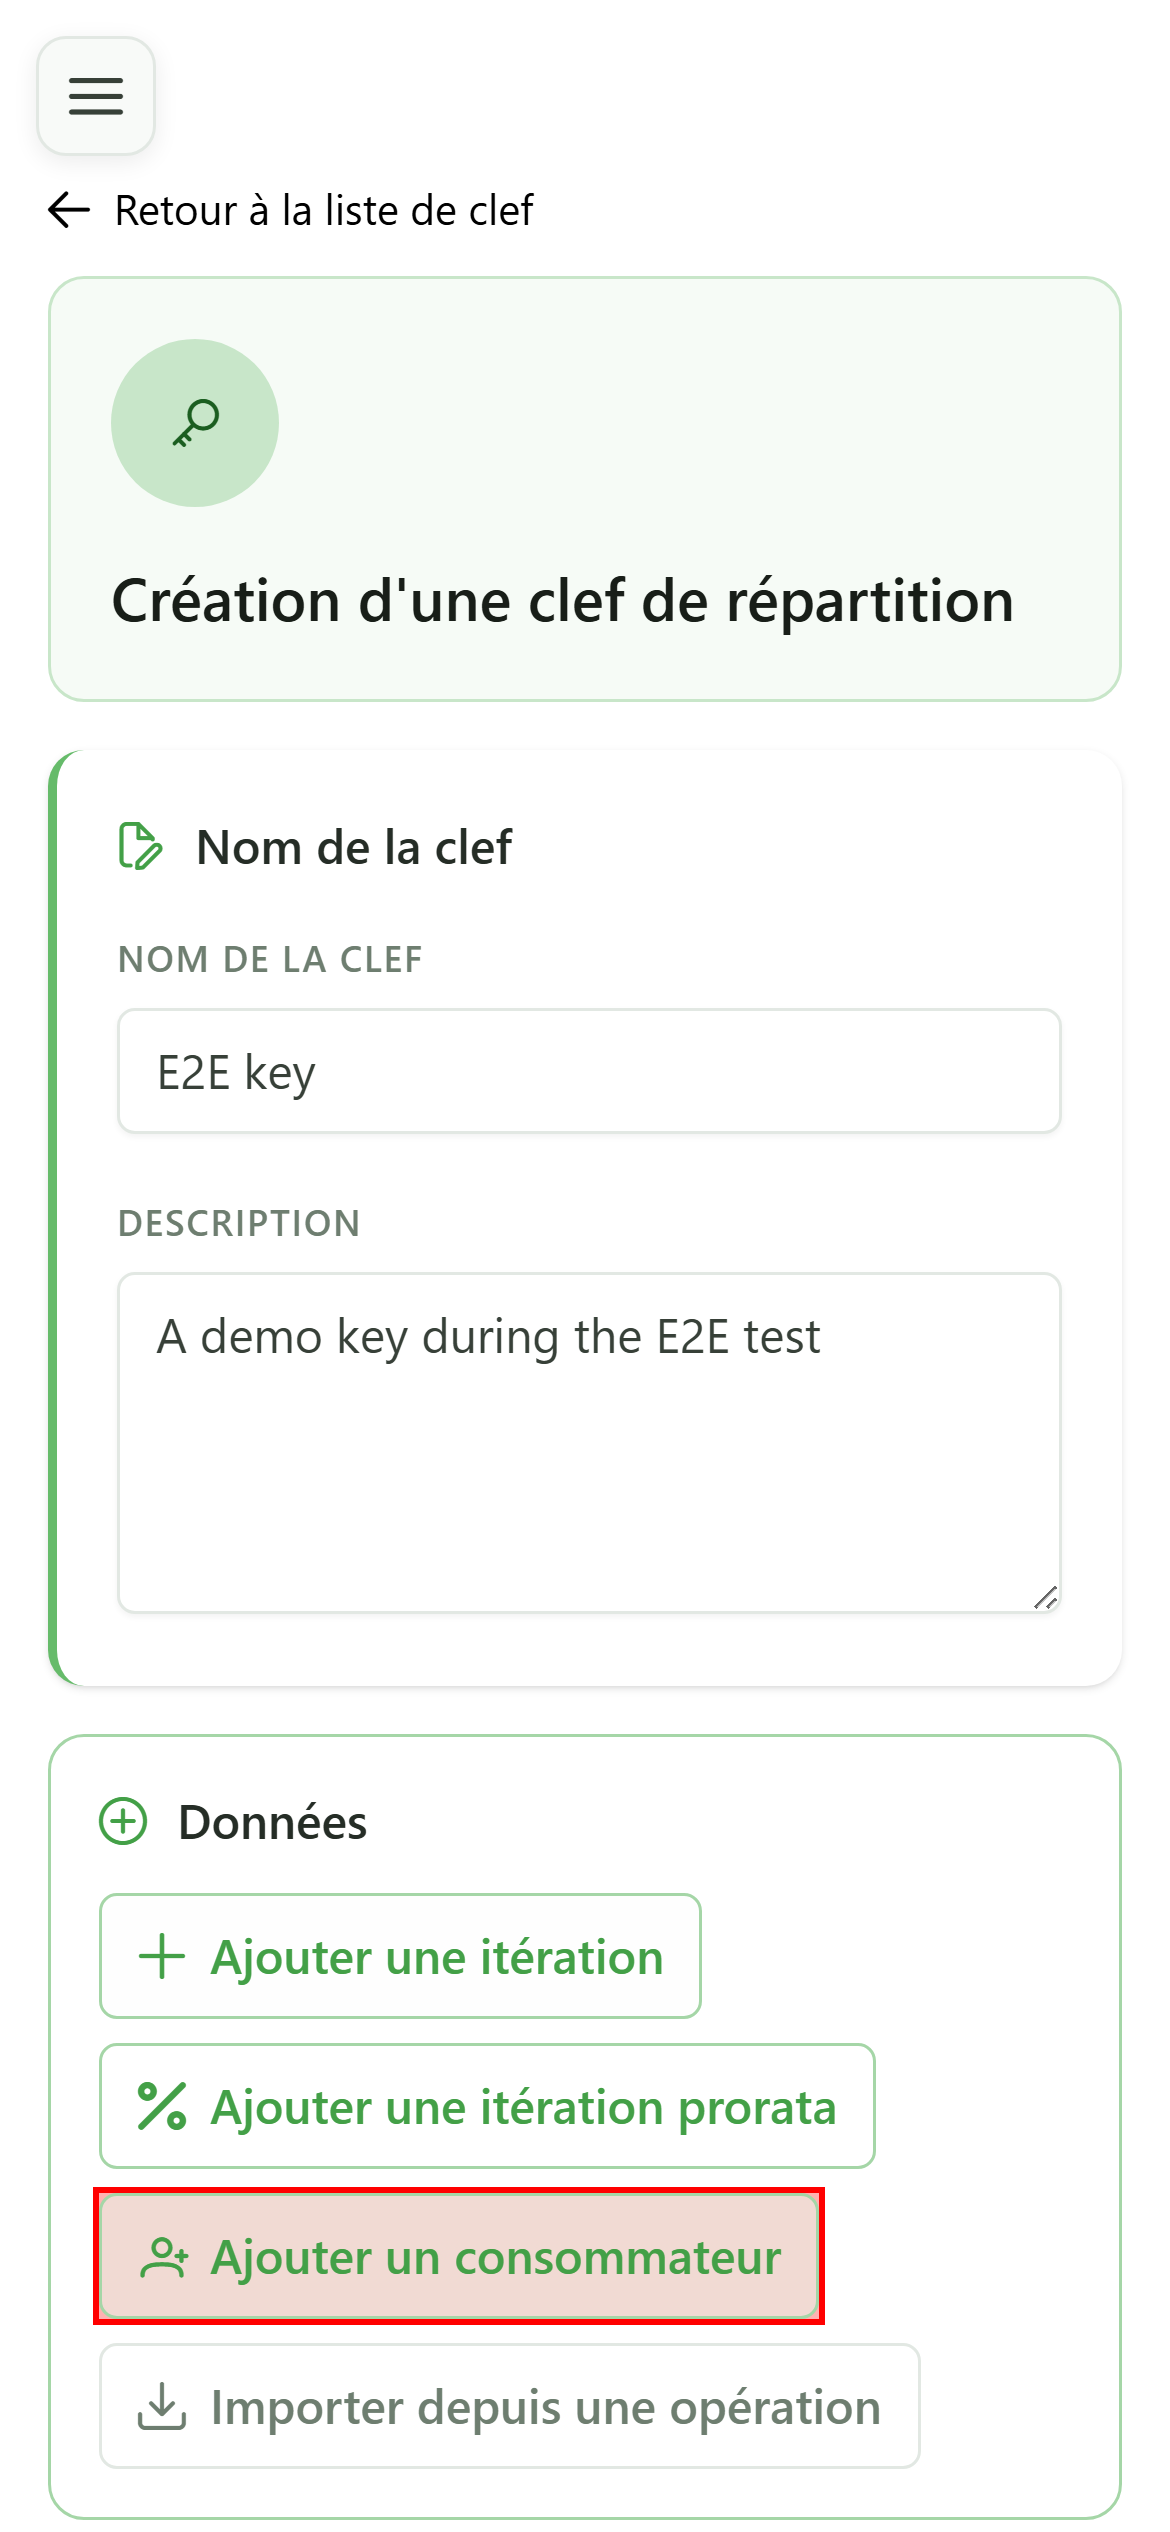 Retour à la liste de clef
Création d'une clef de répartition
Nom de la clef
NOM DE LA CLEF
E2E key
DESCRIPTION
A demo key during the E2E test
Données
Ajouter une itération
Ajouter une itération prorata
Ajouter un consommateur
Importer depuis une opération